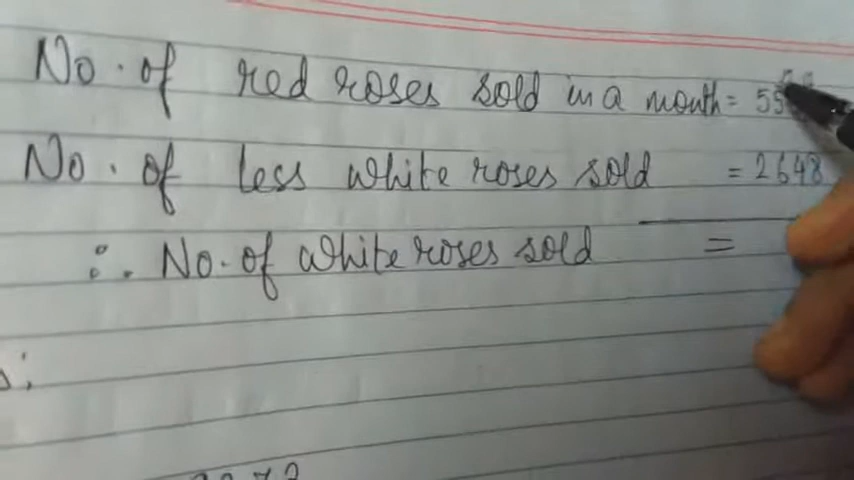 No. of red roses sold in a month = 55
No. of less white roses sold = 2648
∴ No. of white roses sold =